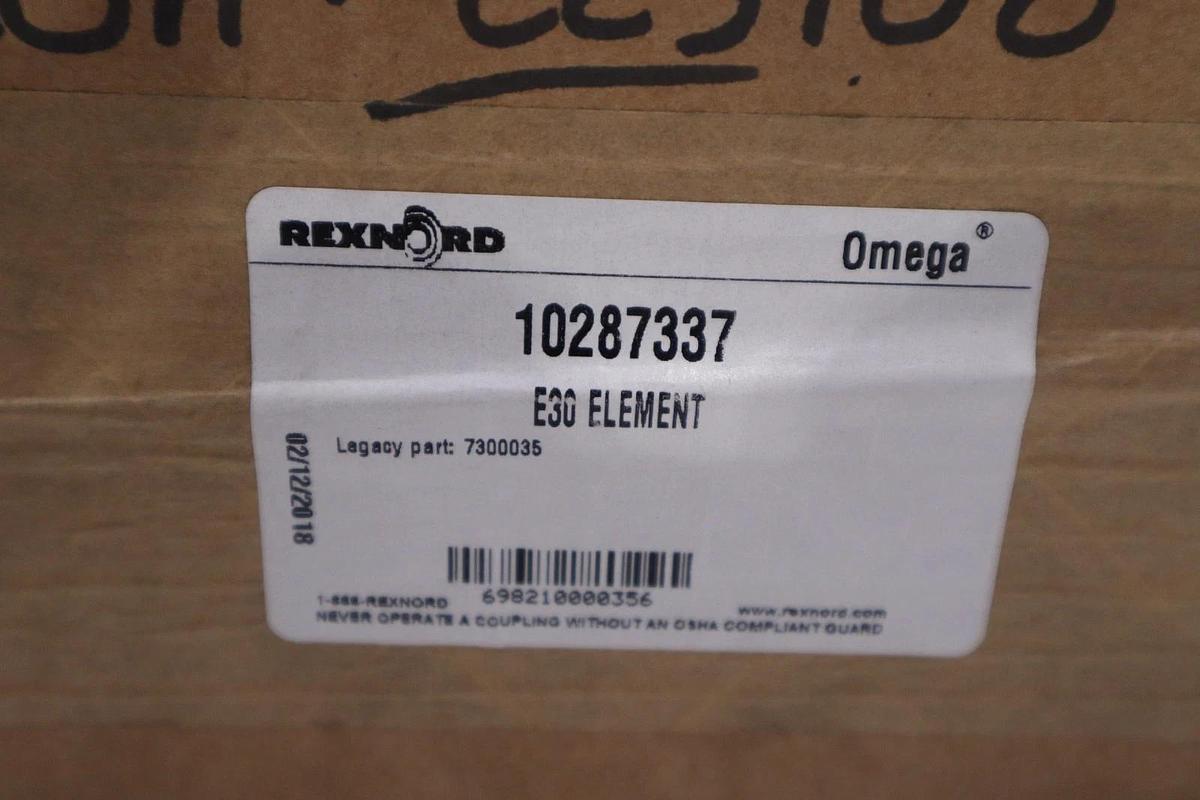 REXNORD
Omega®
10287337
E30 ELEMENT
Legacy part: 7300035
02/12/2018
698210000356
1-888-REXNORD
www.rexnord.com
NEVER OPERATE A COUPLING WITHOUT AN OSHA COMPLIANT GUARD